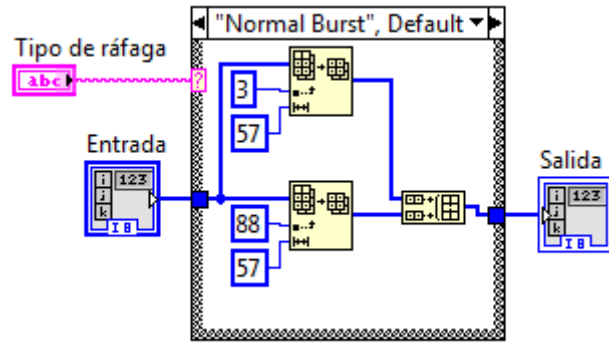 "Normal Burst", Default
Tipo de ráfaga
abc
?
3
57
Entrada
i
j
k
123
I8
88
57
Salida
i
j
k
123
I8